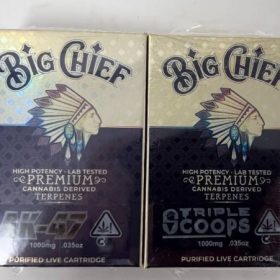 BIG CHIEF
HIGH POTENCY • LAB TESTED
PREMIUM
CANNABIS DERIVED
TERPENES
AK-47
1000mg .035oz
PURIFIED LIVE CARTRIDGE
BIG CHIEF
HIGH POTENCY • LAB TESTED
PREMIUM
CANNABIS DERIVED
TERPENES
TRIPLE
SCOOPS
1000mg .035oz
PURIFIED LIVE CARTRIDGE